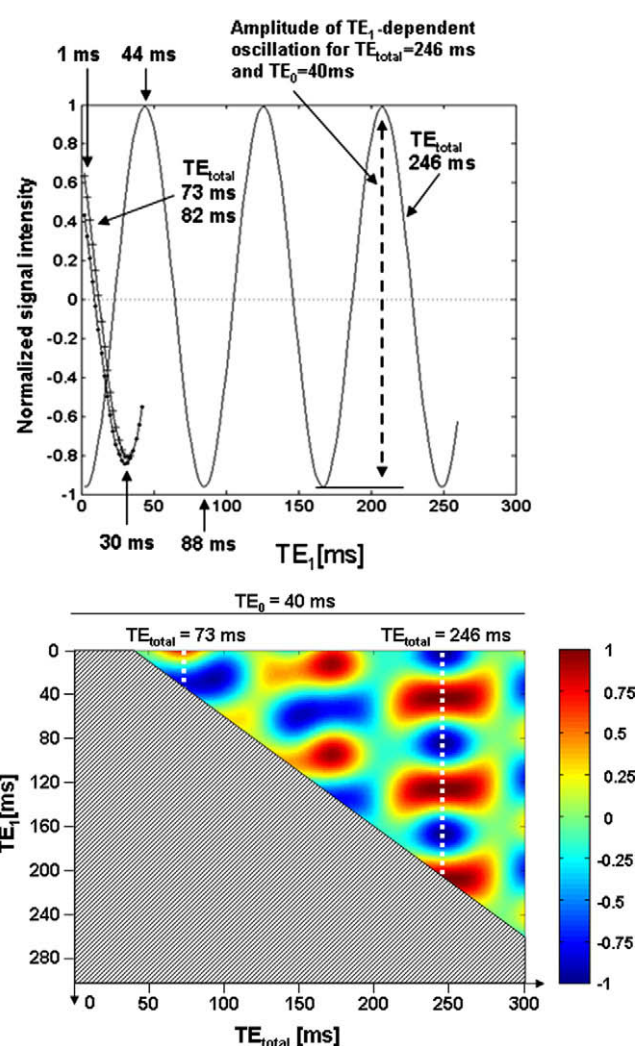 Amplitude of TE1-dependent
oscillation for TEtotal=246 ms
and TE0=40ms
1 ms 44 ms
1
0.8
0.6
0.4
0.2
0
-0.2
-0.4
-0.6
-0.8
-1
Normalized signal intensity
TEtotal
73 ms
82 ms
TEtotal
246 ms
0 50 100 150 200 250 300
30 ms 88 ms
TE1[ms]
TE0 = 40 ms
TEtotal = 73 ms TEtotal = 246 ms
0
40
80
120
160
200
240
280
TE1[ms]
0 50 100 150 200 250 300
TEtotal [ms]
1
0.75
0.5
0.25
0
-0.25
-0.5
-0.75
-1